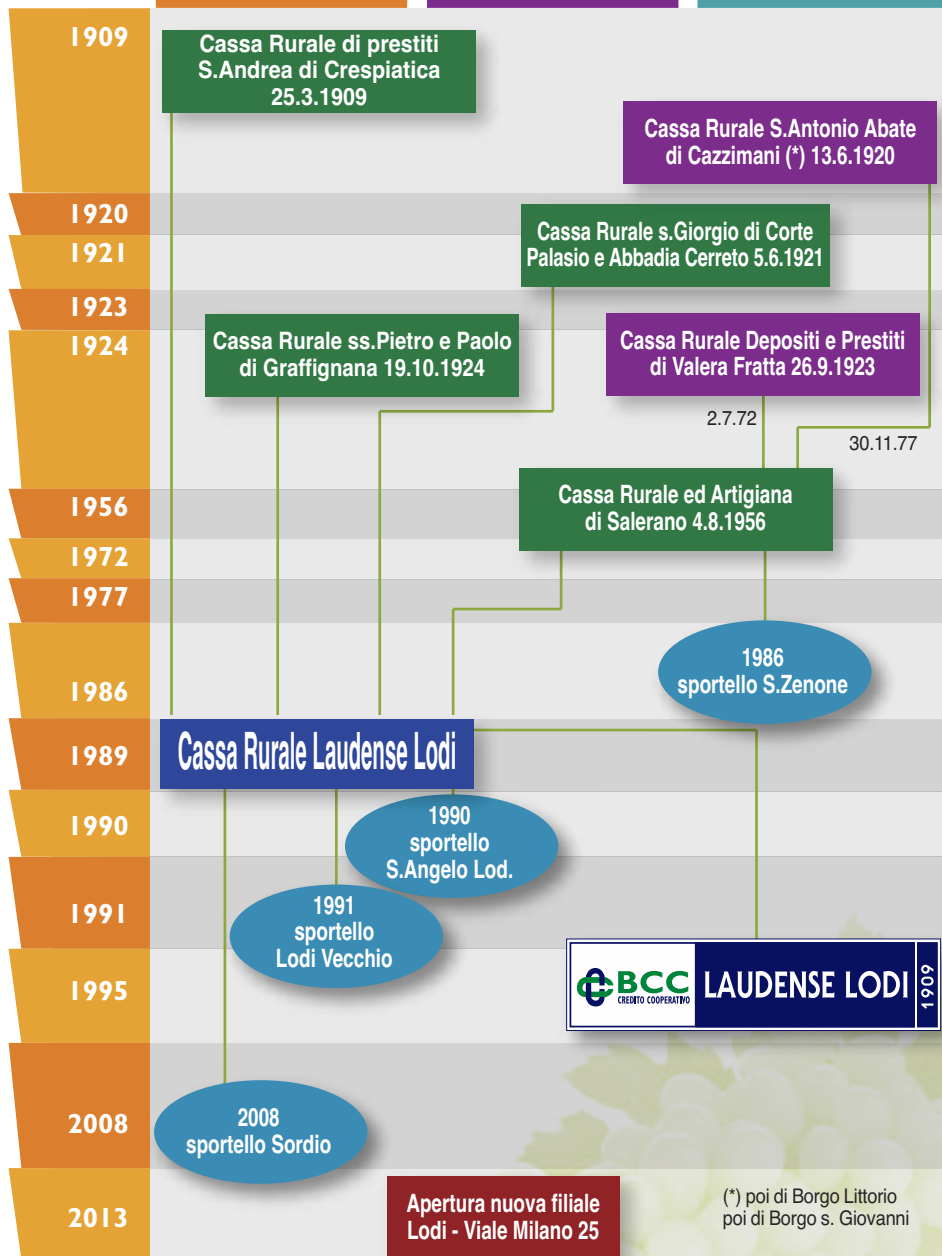 1909
Cassa Rurale di prestiti
S.Andrea di Crespiatica
25.3.1909
Cassa Rurale S.Antonio Abate
di Cazzimani (*) 13.6.1920
1920
Cassa Rurale s.Giorgio di Corte
Palasio e Abbadia Cerreto 5.6.1921
1921
1923
Cassa Rurale ss.Pietro e Paolo
di Graffignana 19.10.1924
Cassa Rurale Depositi e Prestiti
di Valera Fratta 26.9.1923
1924
2.7.72
30.11.77
Cassa Rurale ed Artigiana
di Salerano 4.8.1956
1956
1972
1977
1986
sportello S.Zenone
1986
Cassa Rurale Laudense Lodi
1989
1990
sportello
S.Angelo Lod.
1990
1991
sportello
Lodi Vecchio
1991
BCC
CREDITO COOPERATIVO
LAUDENSE LODI
1909
1995
2008
sportello Sordio
2008
Apertura nuova filiale
Lodi - Viale Milano 25
(*) poi di Borgo Littorio
poi di Borgo s. Giovanni
2013